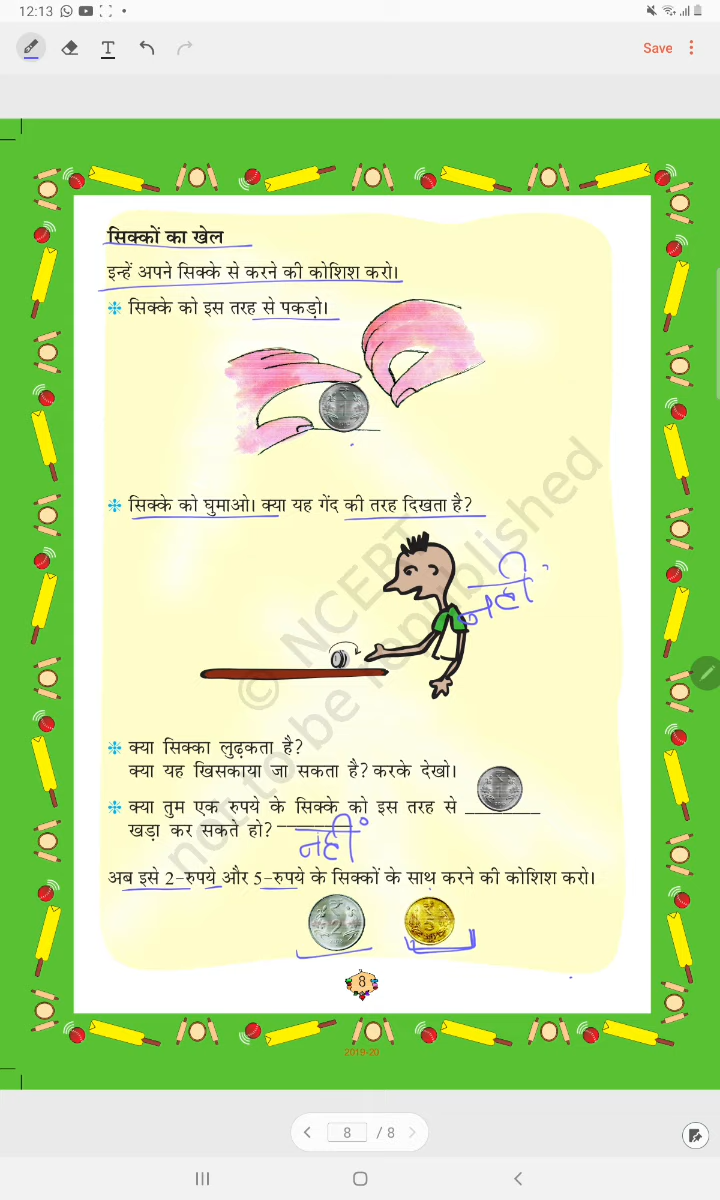 12:13
Save
सिक्कों का खेल
इन्हें अपने सिक्के से करने की कोशिश करो।
सिक्के को इस तरह से पकड़ो।
सिक्के को घुमाओ। क्या यह गेंद की तरह दिखता है?
नहीं
क्या सिक्का लुढ़कता है?
क्या यह खिसकाया जा सकता है? करके देखो।
क्या तुम एक रुपये के सिक्के को इस तरह से
खड़ा कर सकते हो?
नहीं
अब इसे 2-रुपये और 5-रुपये के सिक्कों के साथ करने की कोशिश करो।
2
5
8
2019-20
© NCERT
not to be republished
8 / 8